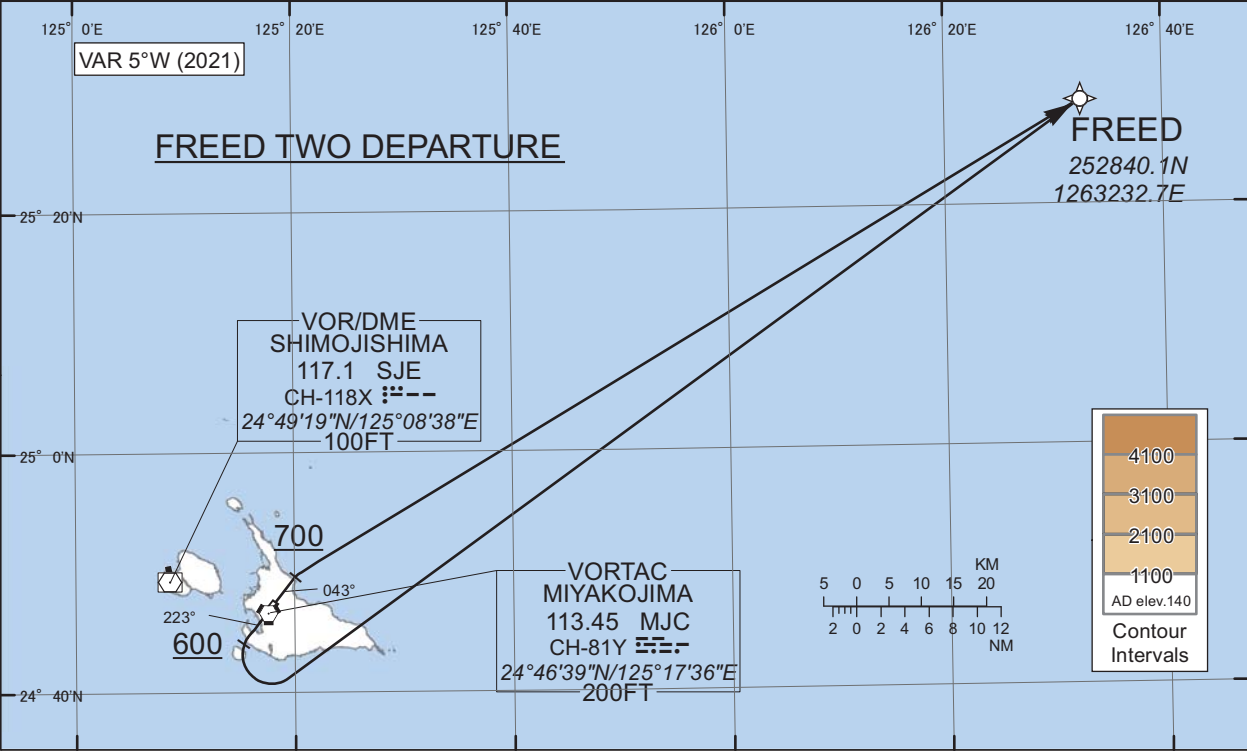 125° 0'E
125° 20'E
125° 40'E
126° 0'E
126° 20'E
126° 40'E
VAR 5°W (2021)
FREED TWO DEPARTURE
FREED
252840.1N
1263232.7E
25° 20'N
VOR/DME
SHIMOJISHIMA
117.1 SJE
CH-118X
24°49'19"N/125°08'38"E
100FT
25° 0'N
700
043°
223°
600
VORTAC
MIYAKOJIMA
113.45 MJC
CH-81Y
24°46'39"N/125°17'36"E
200FT
24° 40'N
KM
5 0 5 10 15 20
2 0 2 4 6 8 10 12
NM
4100
3100
2100
1100
AD elev.140
Contour
Intervals